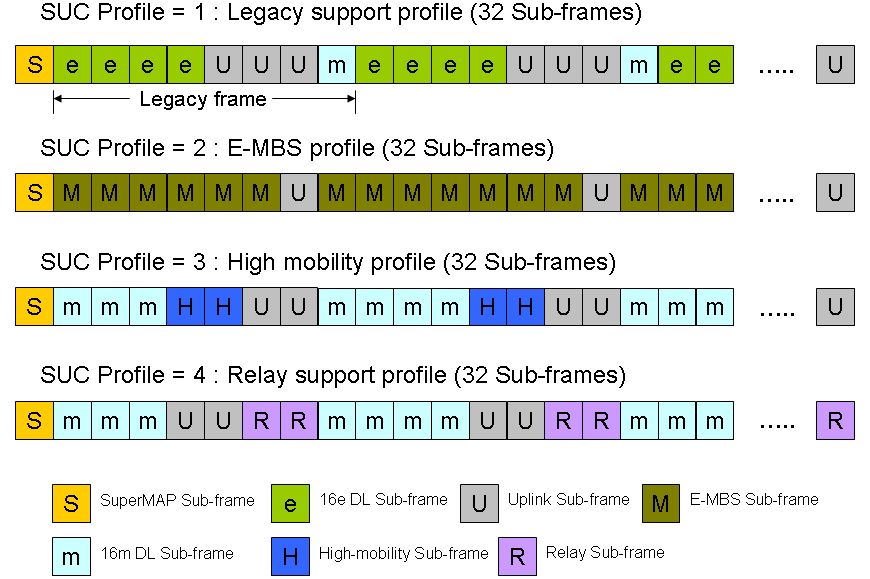 SUC Profile = 1 : Legacy support profile (32 Sub-frames)
S e e e e U U U m e e e e U U U m e e ..... U
Legacy frame
SUC Profile = 2 : E-MBS profile (32 Sub-frames)
S M M M M M M U M M M M M M M U M M M ..... U
SUC Profile = 3 : High mobility profile (32 Sub-frames)
S m m m H H U U m m m m H H U U m m m ..... U
SUC Profile = 4 : Relay support profile (32 Sub-frames)
S m m m U U R R m m m m U U R R m m m ..... R
S SuperMAP Sub-frame e 16e DL Sub-frame U Uplink Sub-frame M E-MBS Sub-frame
m 16m DL Sub-frame H High-mobility Sub-frame R Relay Sub-frame